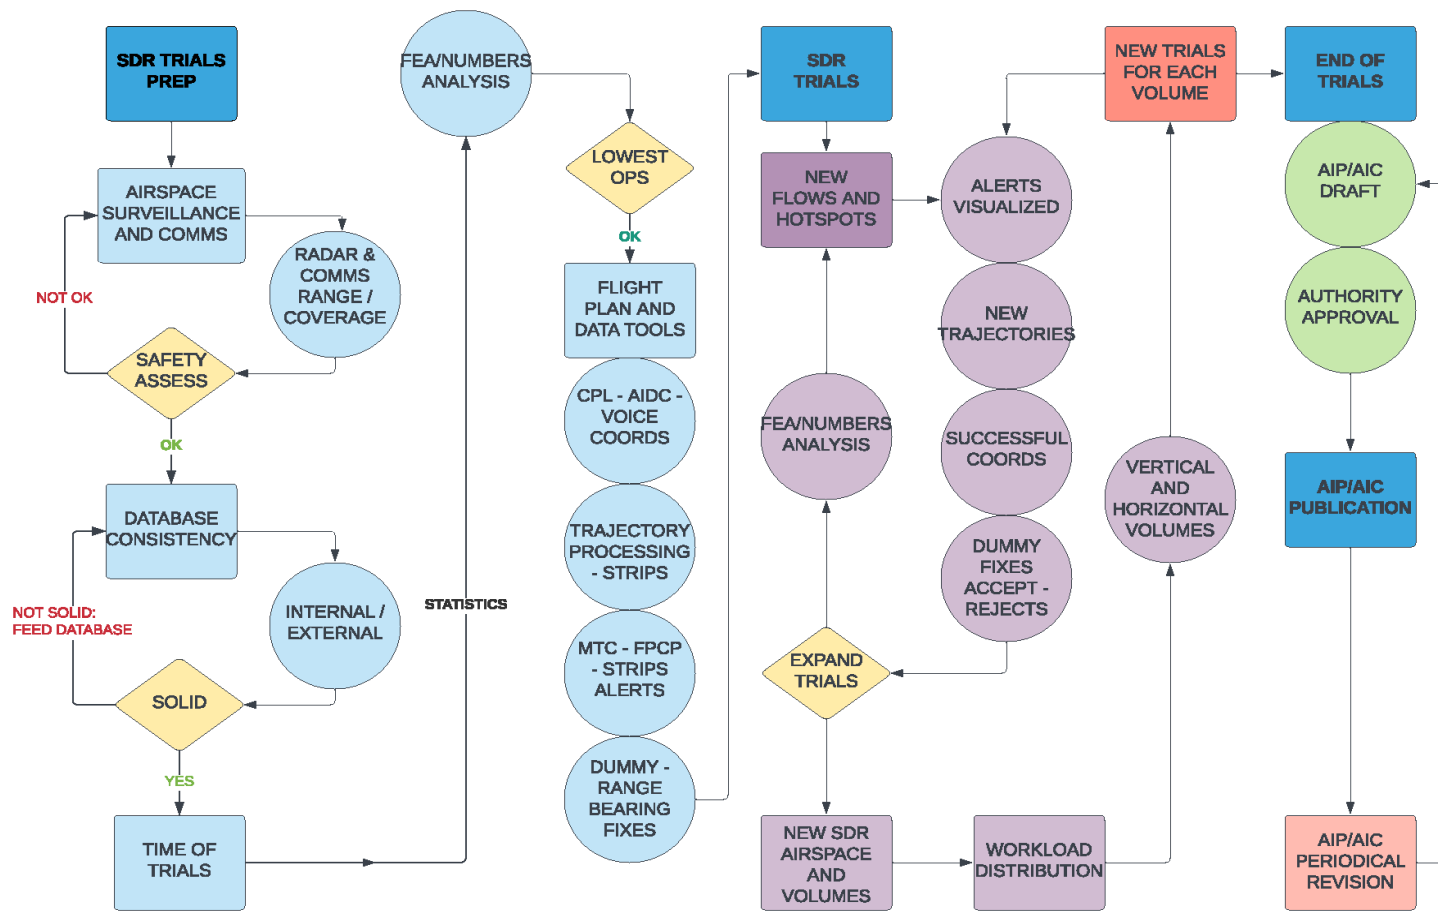 SDR TRIALS
PREP
AIRSPACE
SURVEILLANCE
AND COMMS
RADAR &
COMMS
RANGE /
COVERAGE
NOT OK
SAFETY
ASSESS
OK
DATABASE
CONSISTENCY
INTERNAL /
EXTERNAL
NOT SOLID:
FEED DATABASE
SOLID
YES
TIME OF
TRIALS
STATISTICS
FEA/NUMBERS
ANALYSIS
LOWEST
OPS
OK
FLIGHT
PLAN AND
DATA TOOLS
CPL - AIDC -
VOICE
COORDS
TRAJECTORY
PROCESSING
- STRIPS
MTC - FPCP
- STRIPS
ALERTS
DUMMY -
RANGE
BEARING
FIXES
SDR
TRIALS
NEW
FLOWS AND
HOTSPOTS
ALERTS
VISUALIZED
NEW
TRAJECTORIES
SUCCESSFUL
COORDS
DUMMY
FIXES
ACCEPT -
REJECTS
FEA/NUMBERS
ANALYSIS
EXPAND
TRIALS
NEW SDR
AIRSPACE
AND
VOLUMES
WORKLOAD
DISTRIBUTION
VERTICAL
AND
HORIZONTAL
VOLUMES
NEW TRIALS
FOR EACH
VOLUME
END OF
TRIALS
AIP/AIC
DRAFT
AUTHORITY
APPROVAL
AIP/AIC
PUBLICATION
AIP/AIC
PERIODICAL
REVISION